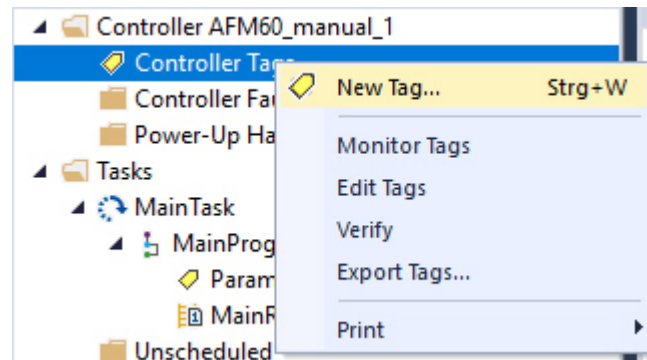 Controller AFM60_manual_1
Controller Tags
Controller Fau
Power-Up Ha
Tasks
MainTask
MainProg
Param
MainR
Unscheduled
New Tag... Strg+W
Monitor Tags
Edit Tags
Verify
Export Tags...
Print